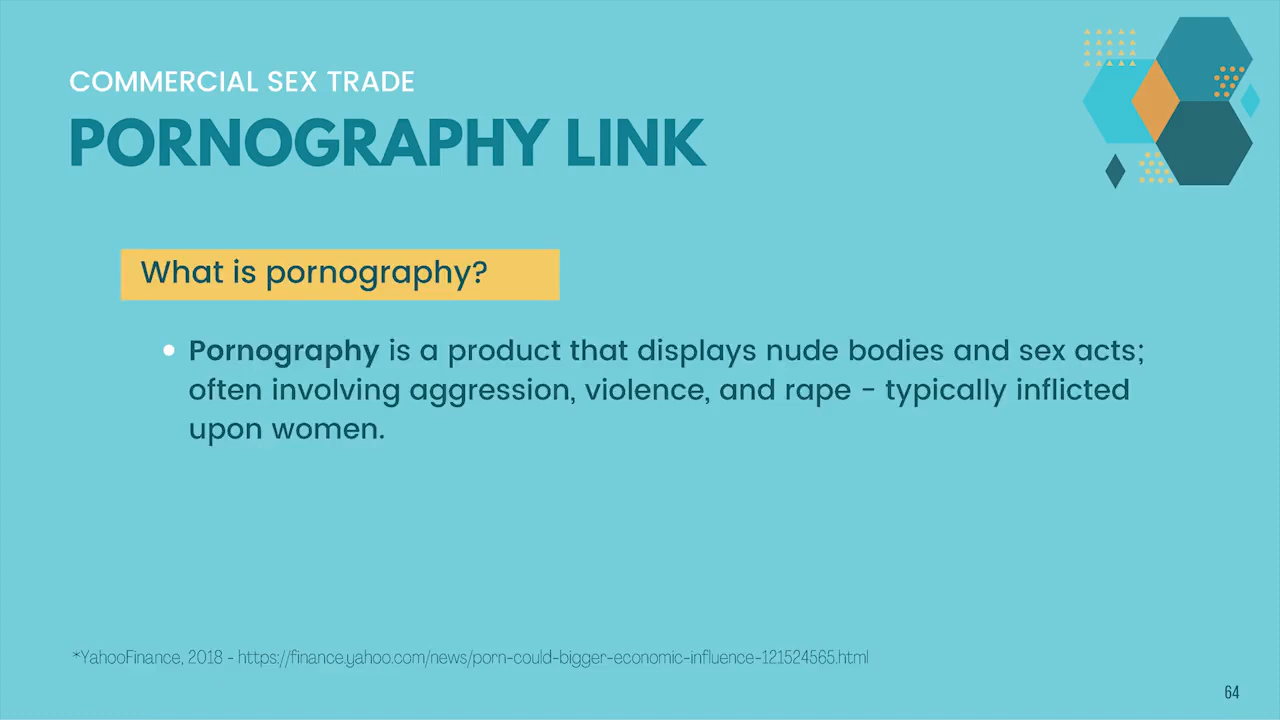 COMMERCIAL SEX TRADE
PORNOGRAPHY LINK
What is pornography?
Pornography is a product that displays nude bodies and sex acts;
often involving aggression, violence, and rape - typically inflicted
upon women.
*YahooFinance, 2018 - https://finance.yahoo.com/news/porn-could-bigger-economic-influence-121524565.html
64